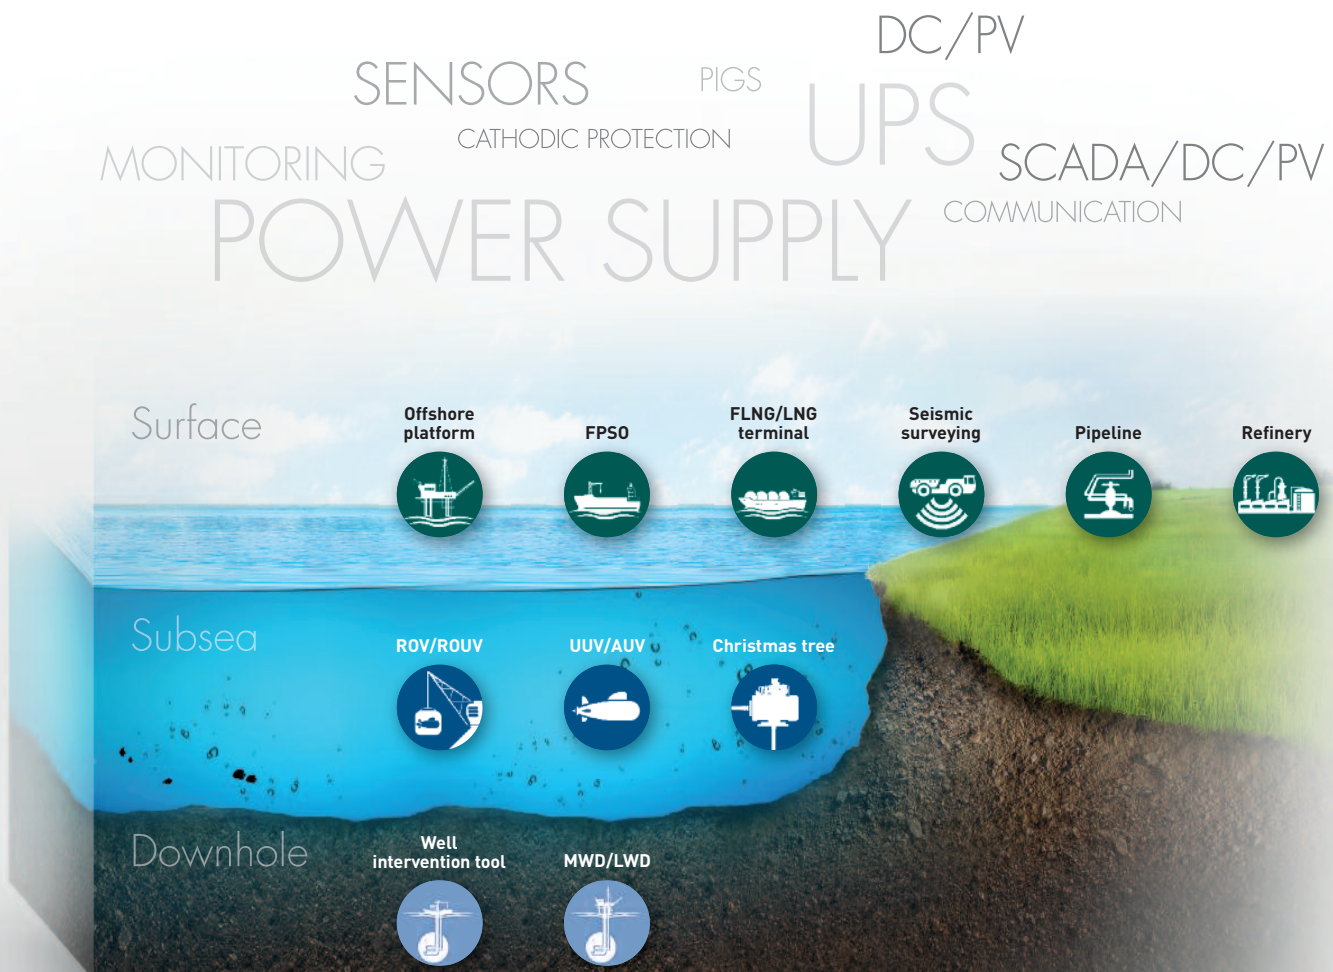 DC/PV
SENSORS
PIGS
UPS
CATHODIC PROTECTION
MONITORING
SCADA/DC/PV
POWER SUPPLY
COMMUNICATION
Surface
Offshore
platform
FPSO
FLNG/LNG
terminal
Seismic
surveying
Pipeline
Refinery
Subsea
ROV/ROUV
UUV/AUV
Christmas tree
Downhole
Well
intervention tool
MWD/LWD